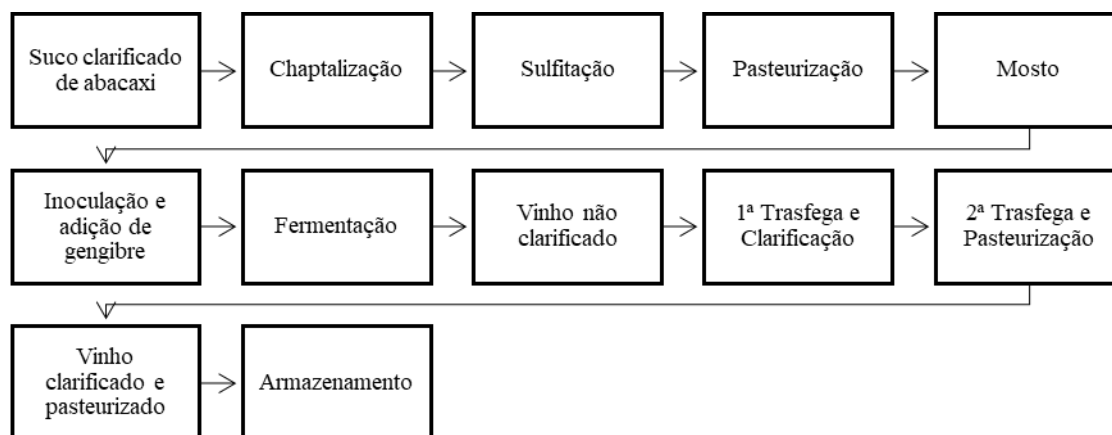 Suco clarificado
de abacaxi
Chaptalização
Sulfitação
Pasteurização
Mosto
Inoculação e
adição de
gengibre
Fermentação
Vinho não
clarificado
1ª Trasfega e
Clarificação
2ª Trasfega e
Pasteurização
Vinho
clarificado e
pasteurizado
Armazenamento